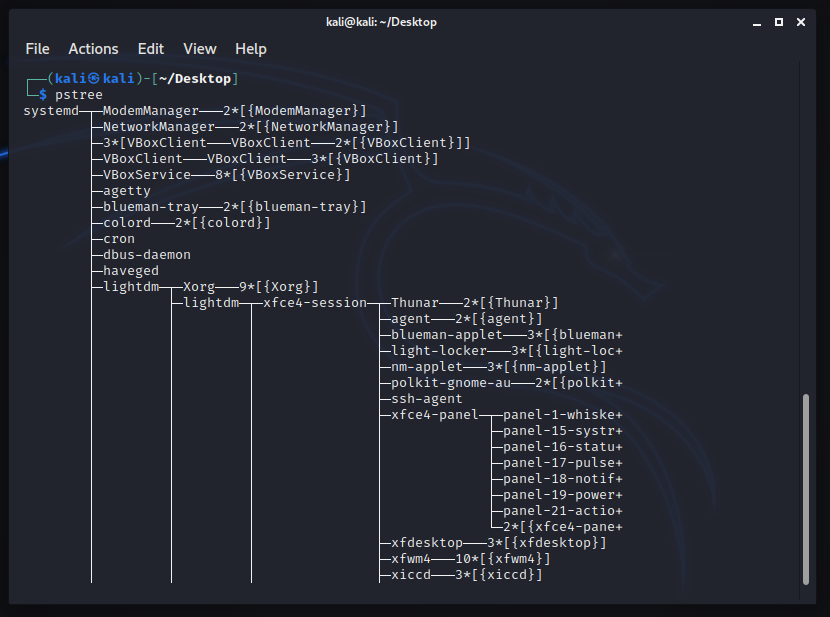 kali@kali: ~/Desktop
File Actions Edit View Help
┌──(kali㉿kali)-[~/Desktop]
└─$ pstree
systemd─┬─ModemManager───2*[{ModemManager}]
        ├─NetworkManager───2*[{NetworkManager}]
        ├─3*[VBoxClient───VBoxClient───2*[{VBoxClient}]]
        ├─VBoxClient───VBoxClient───3*[{VBoxClient}]
        ├─VBoxService───8*[{VBoxService}]
        ├─agetty
        ├─blueman-tray───2*[{blueman-tray}]
        ├─colord───2*[{colord}]
        ├─cron
        ├─dbus-daemon
        ├─haveged
        ├─lightdm─┬─Xorg───9*[{Xorg}]
        │         ├─lightdm─┬─xfce4-session─┬─Thunar───2*[{Thunar}]
        │         │         │               ├─agent───2*[{agent}]
        │         │         │               ├─blueman-applet───3*[{blueman+
        │         │         │               ├─light-locker───3*[{light-loc+
        │         │         │               ├─nm-applet───3*[{nm-applet}]
        │         │         │               ├─polkit-gnome-au───2*[{polkit+
        │         │         │               ├─ssh-agent
        │         │         │               ├─xfce4-panel─┬─panel-1-whiske+
        │         │         │               │             ├─panel-15-systr+
        │         │         │               │             ├─panel-16-statu+
        │         │         │               │             ├─panel-17-pulse+
        │         │         │               │             ├─panel-18-notif+
        │         │         │               │             ├─panel-19-power+
        │         │         │               │             ├─panel-21-actio+
        │         │         │               │             └─2*[{xfce4-pane+
        │         │         │               ├─xfdesktop───3*[{xfdesktop}]
        │         │         │               ├─xfwm4───10*[{xfwm4}]
        │         │         │               ├─xiccd───3*[{xiccd}]